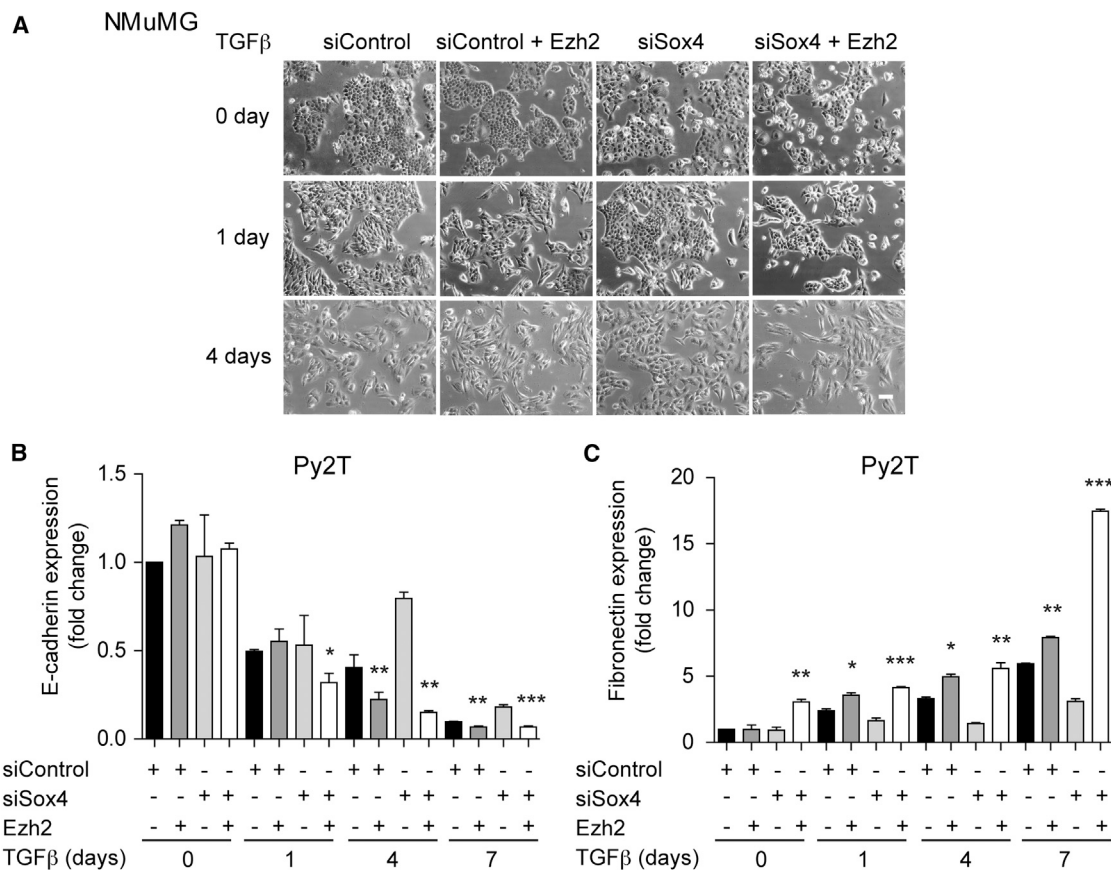 A
NMuMG
TGFβ siControl siControl + Ezh2 siSox4 siSox4 + Ezh2
0 day
1 day
4 days
B
Py2T
E-cadherin expression
(fold change)
1.5
1.0
0.5
0.0
* ** ** ** ***
siControl + + - - + + - - + + - - + + - -
siSox4 - - + + - - + + - - + + - - + +
Ezh2 - + - + - + - + - + - + - + - +
TGFβ (days) 0 1 4 7
C
Py2T
Fibronectin expression
(fold change)
20
15
10
5
0
** * *** * ** ** ***
siControl + + - - + + - - + + - - + + - -
siSox4 - - + + - - + + - - + + - - + +
Ezh2 - + - + - + - + - + - + - + - +
TGFβ (days) 0 1 4 7